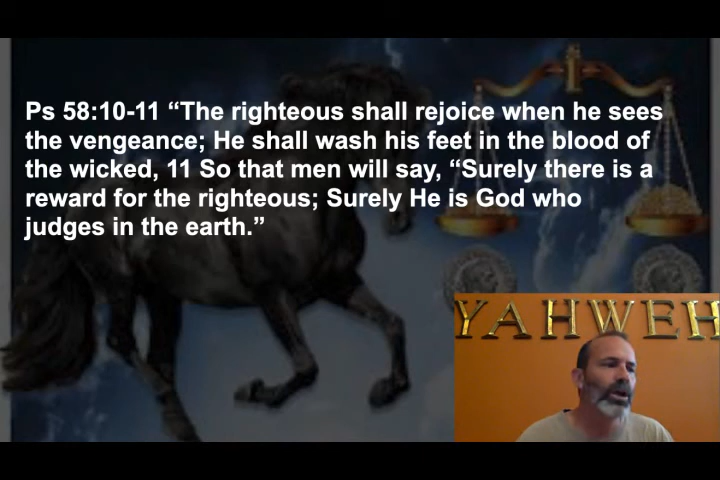 Ps 58:10-11 “The righteous shall rejoice when he sees
the vengeance; He shall wash his feet in the blood of
the wicked, 11 So that men will say, “Surely there is a
reward for the righteous; Surely He is God who
judges in the earth.”
YAHWEH